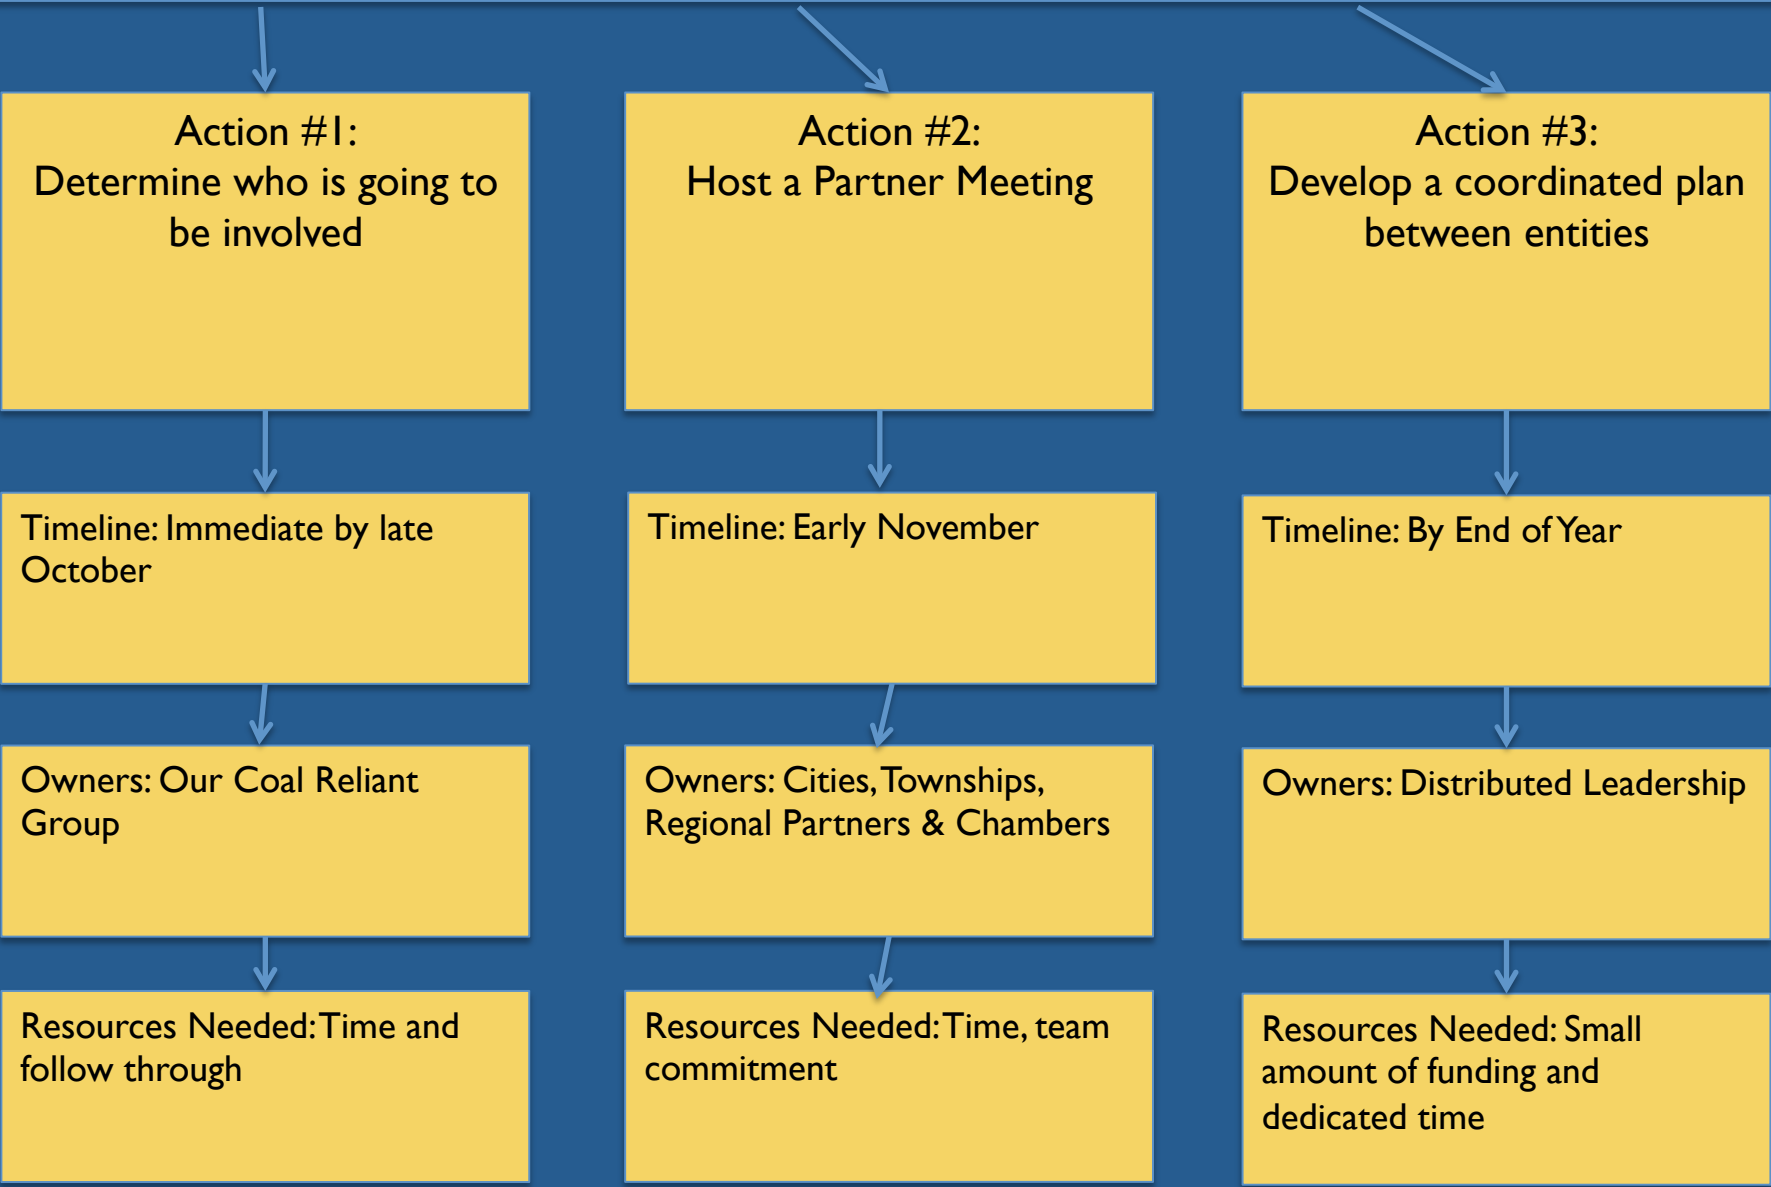 Action #1:
Determine who is going to
be involved
Action #2:
Host a Partner Meeting
Action #3:
Develop a coordinated plan
between entities
Timeline: Immediate by late
October
Timeline: Early November
Timeline: By End of Year
Owners: Our Coal Reliant
Group
Owners: Cities, Townships,
Regional Partners & Chambers
Owners: Distributed Leadership
Resources Needed: Time and
follow through
Resources Needed: Time, team
commitment
Resources Needed: Small
amount of funding and
dedicated time